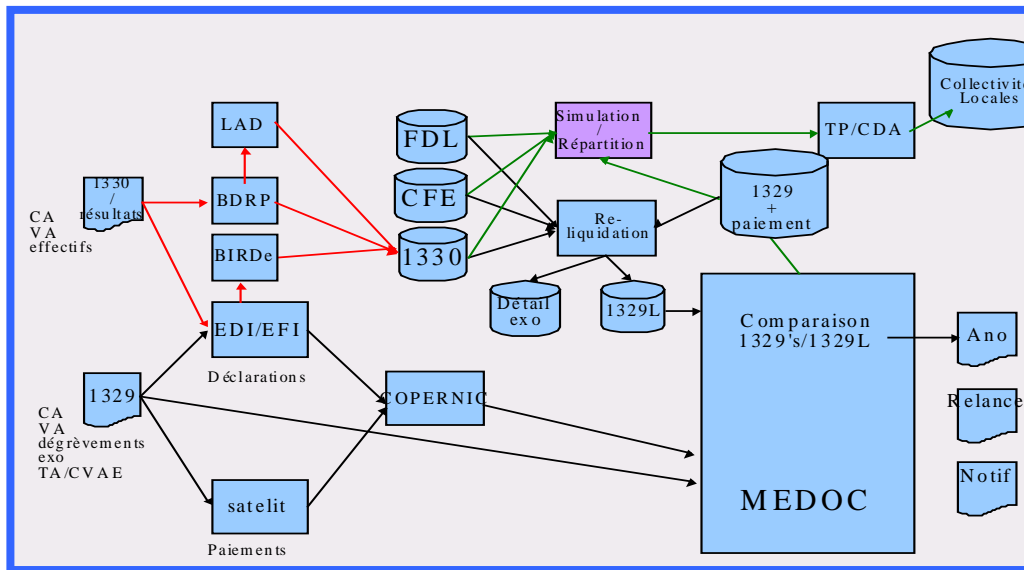 LAD
FDL
Simulation
/
Répartition
TP/CDA
Collectivité
Locales
1330
/
résultats
CA
VA
effectifs
BDRP
CFE
1329
+
paiement
Re-
liquidation
BIRDe
1330
Détail
exo
1329L
EDI/EFI
Déclarations
Comparaison
1329's/1329L
Ano
1329
CA
VA
dégrèvements
exo
TA/CVAE
COPERNIC
Relance
satelit
Paiements
MEDOC
Notif